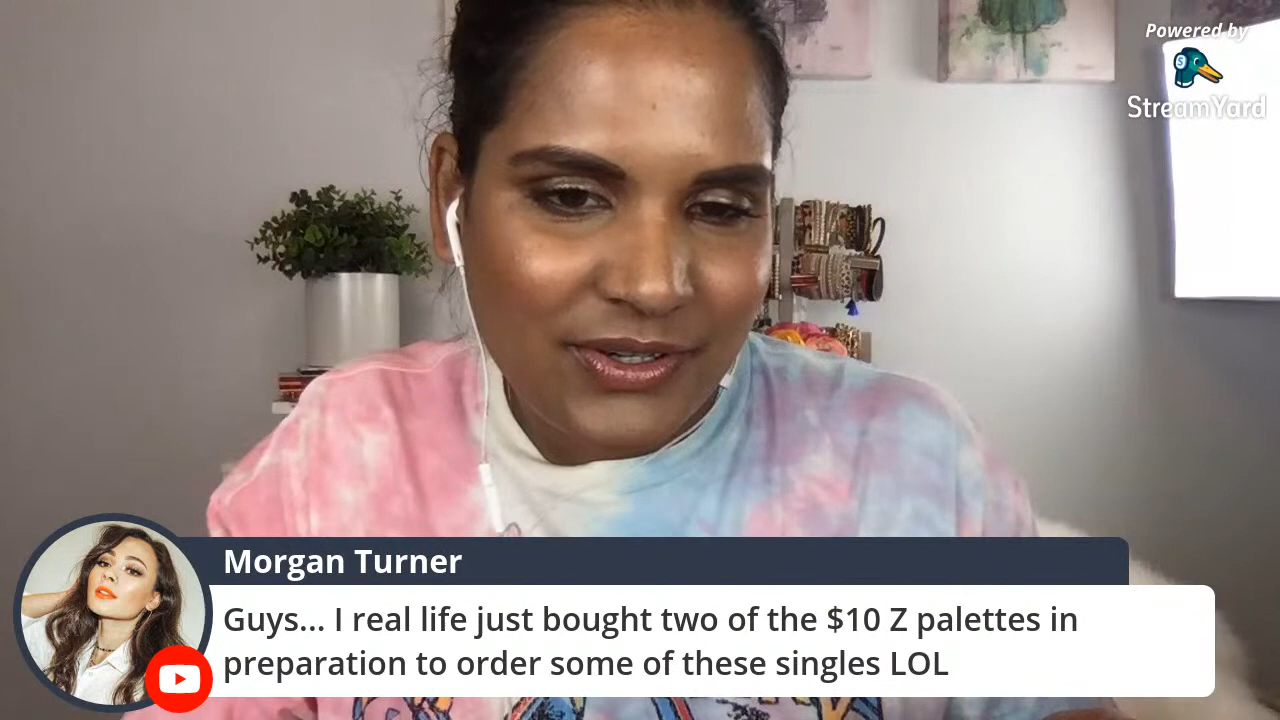 Powered by
StreamYard
Morgan Turner
Guys... I real life just bought two of the $10 Z palettes in
preparation to order some of these singles LOL